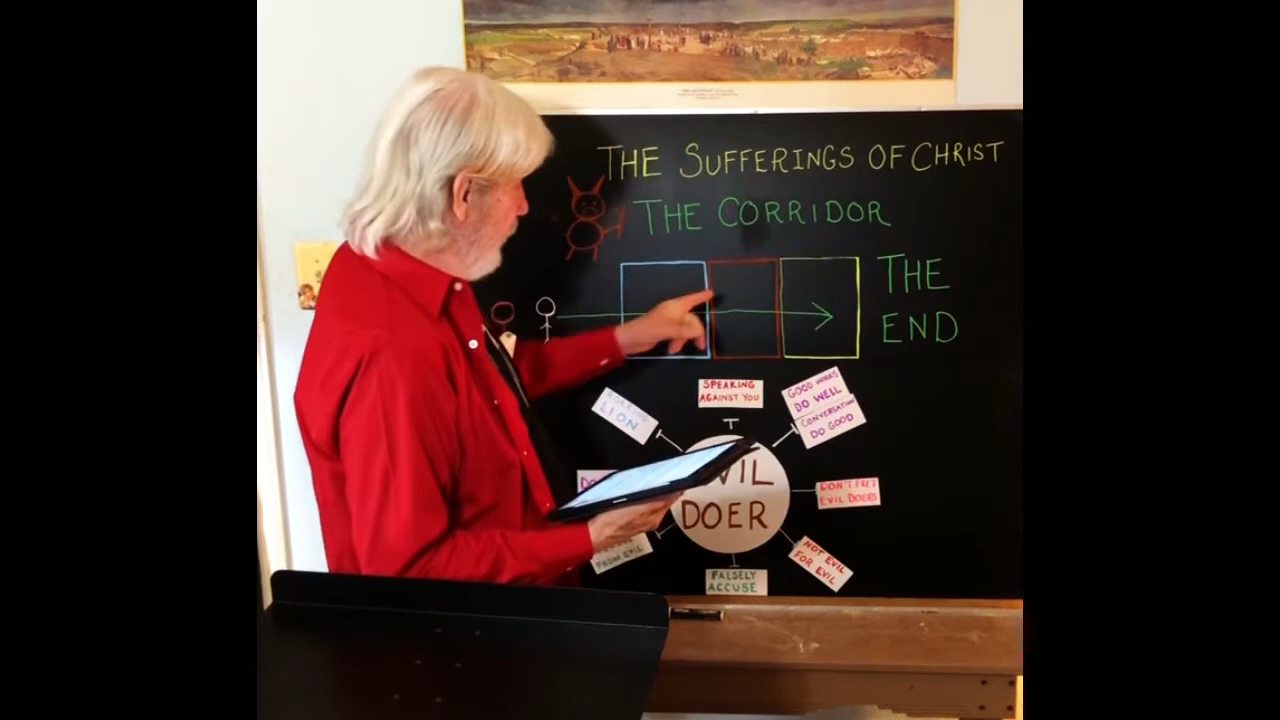 THE SUFFERINGS OF CHRIST
THE CORRIDOR
THE
END
SPEAKING
AGAINST YOU
GOOD WORKS
DO WELL
CONVERSATION
DO GOOD
LION
DON'T FRET
EVIL DOERS
DOER
NOT EVIL
FOR EVIL
FROM EVIL
FALSELY
ACCUSE